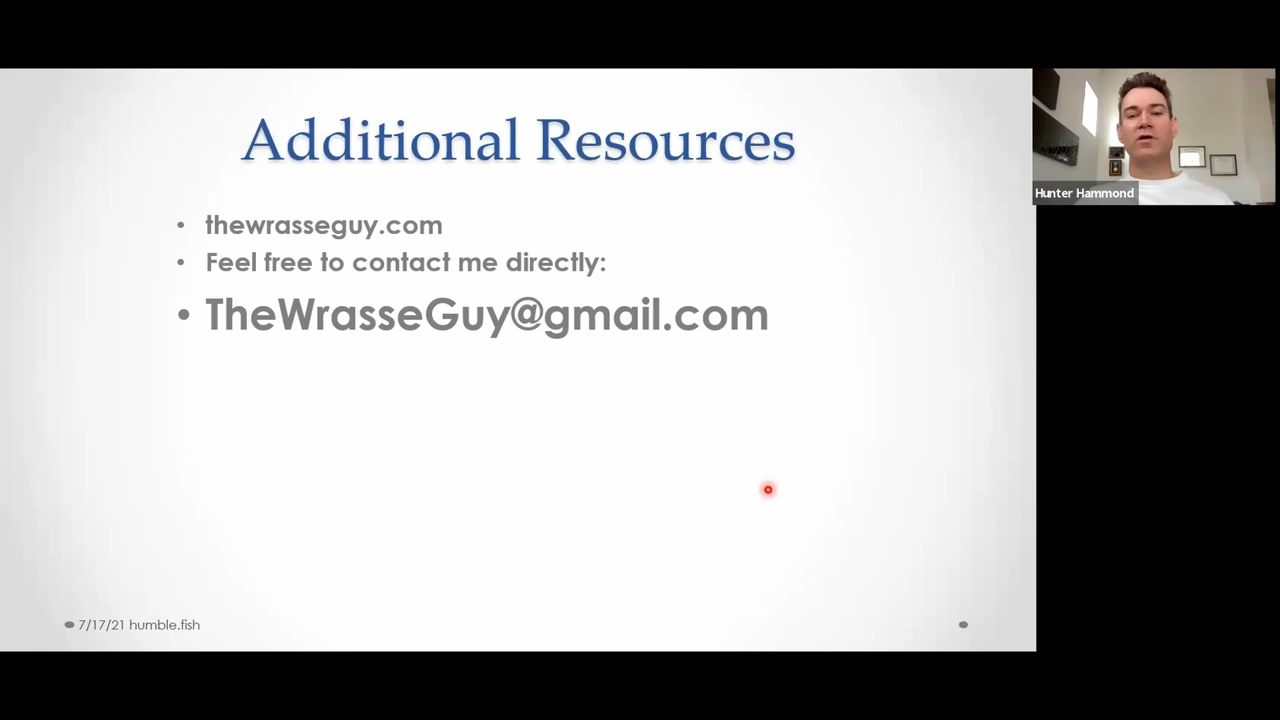 Additional Resources
• thewrasseguy.com
• Feel free to contact me directly:
• TheWrasseGuy@gmail.com
7/17/21 humble.fish
Hunter Hammond